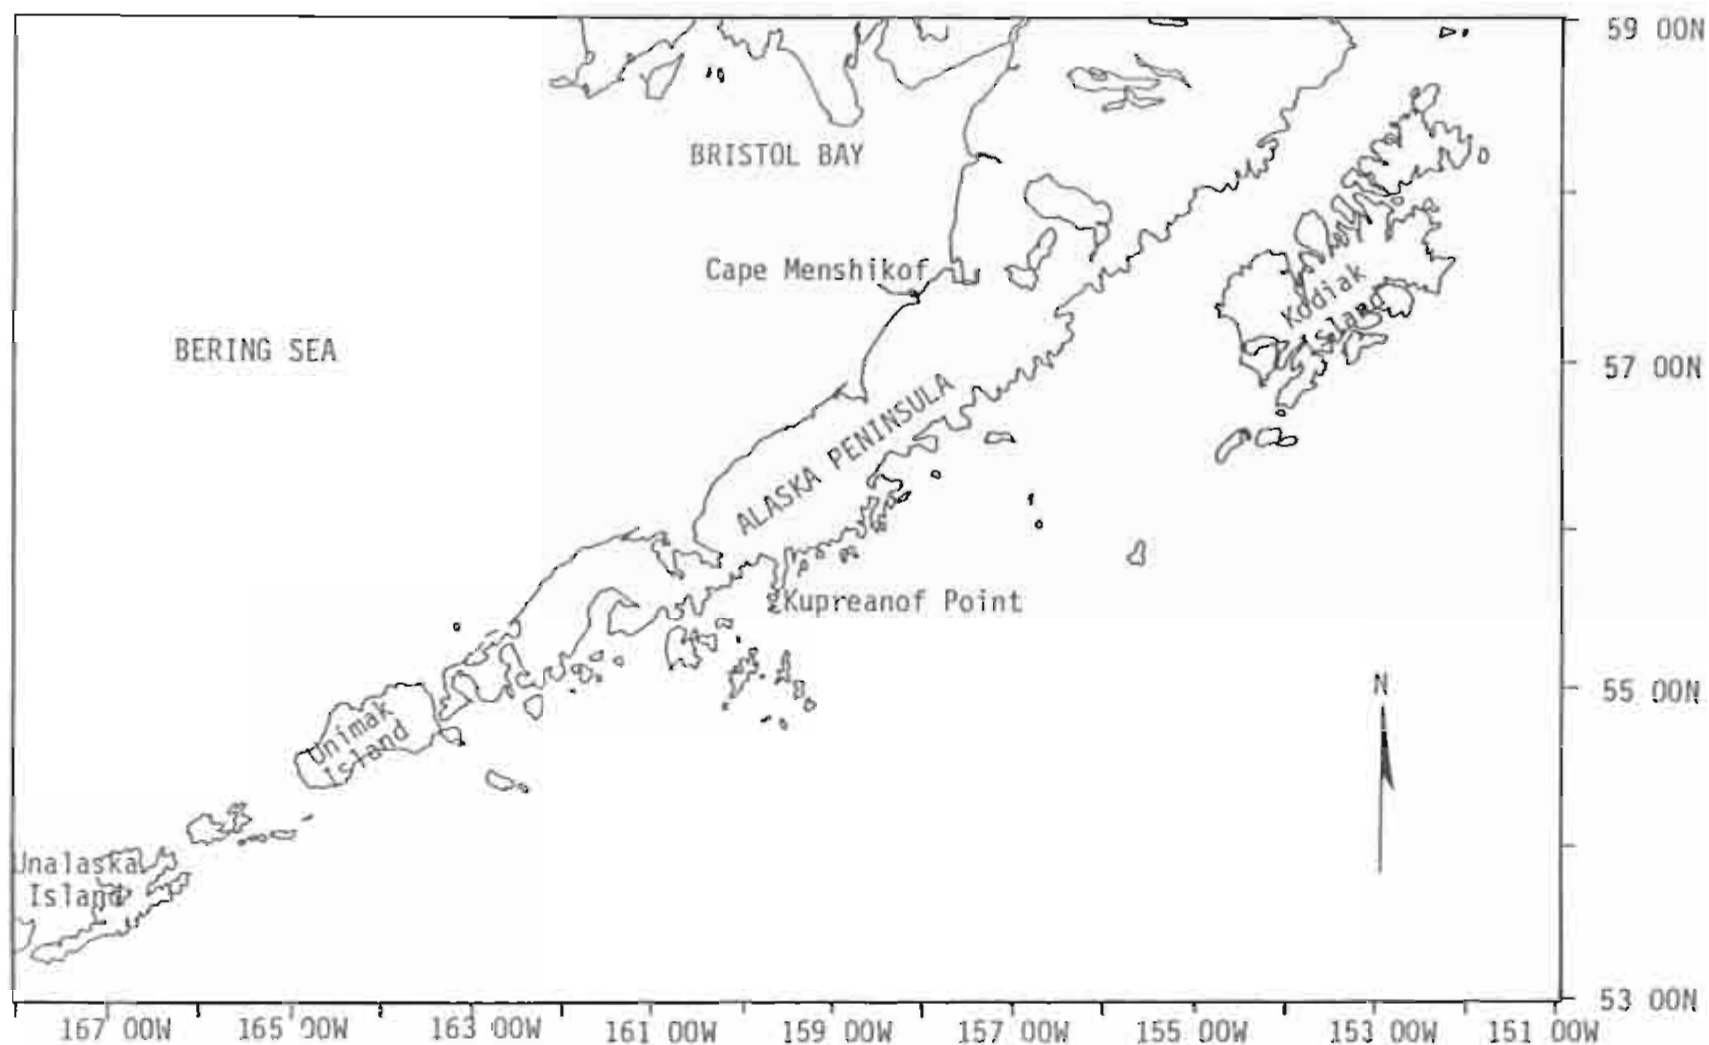 59 00N
BRISTOL BAY
Cape Menshikof
Kodiak
Island
BERING SEA
57 00N
ALASKA PENINSULA
Kupreanof Point
N
55 00N
Unimak
Island
Unalaska
Island
53 00N
167 00W 165 00W 163 00W 161 00W 159 00W 157 00W 155 00W 153 00W 151 00W